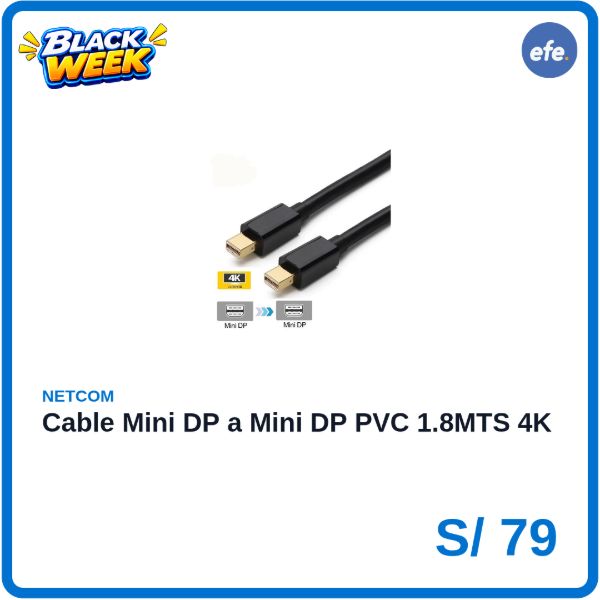 BLACK
WEEK
efe.
4K
Mini DP
Mini DP
NETCOM
Cable Mini DP a Mini DP PVC 1.8MTS 4K
S/ 79